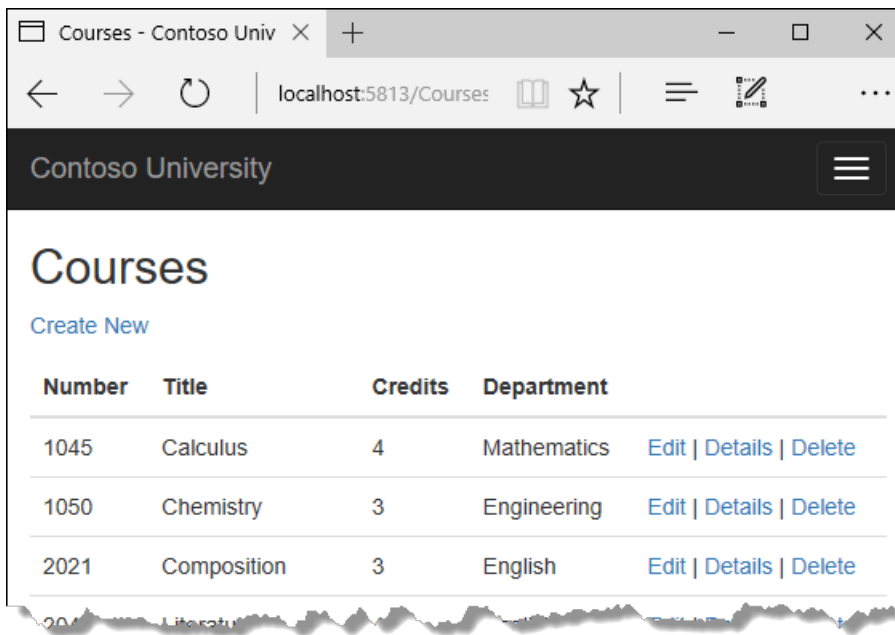 Courses - Contoso Univ
localhost:5813/Courses
Contoso University
Courses
Create New
Number Title Credits Department
1045 Calculus 4 Mathematics Edit | Details | Delete
1050 Chemistry 3 Engineering Edit | Details | Delete
2021 Composition 3 English Edit | Details | Delete